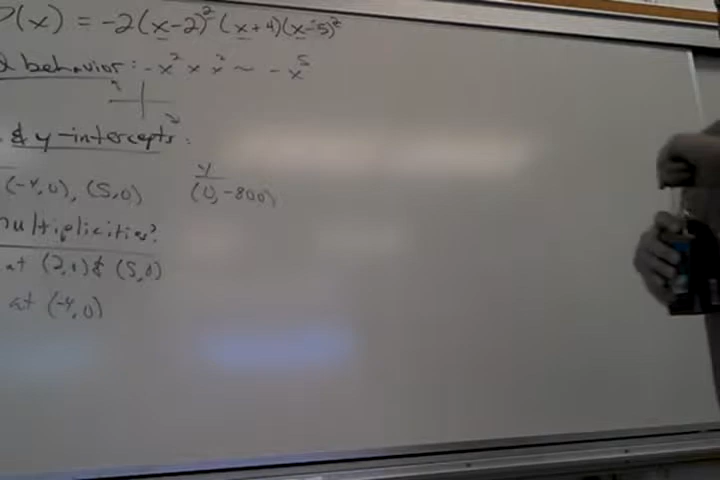 P(x) = -2(x-2)²(x+4)(x-5)²
d behavior: -x² x x² ~ -x⁵
& y-intercepts:
y
(-4,0), (5,0) (0,-800)
multiplicities?
at (2,0) & (5,0)
at (-4,0)